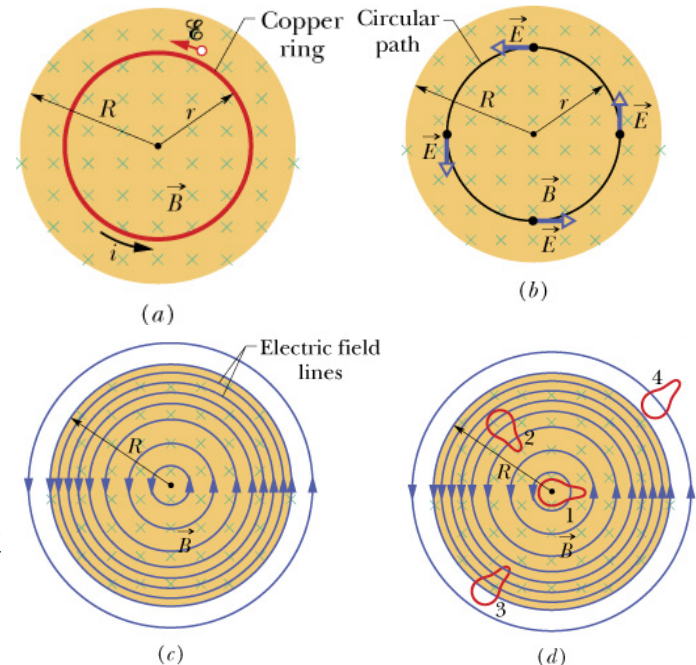 ℰ
Copper
ring
R
r
B
i
(a)
Circular
path
E
R
r
E
E
B
E
(b)
Electric field
lines
R
B
(c)
4
2
R
1
B
3
(d)